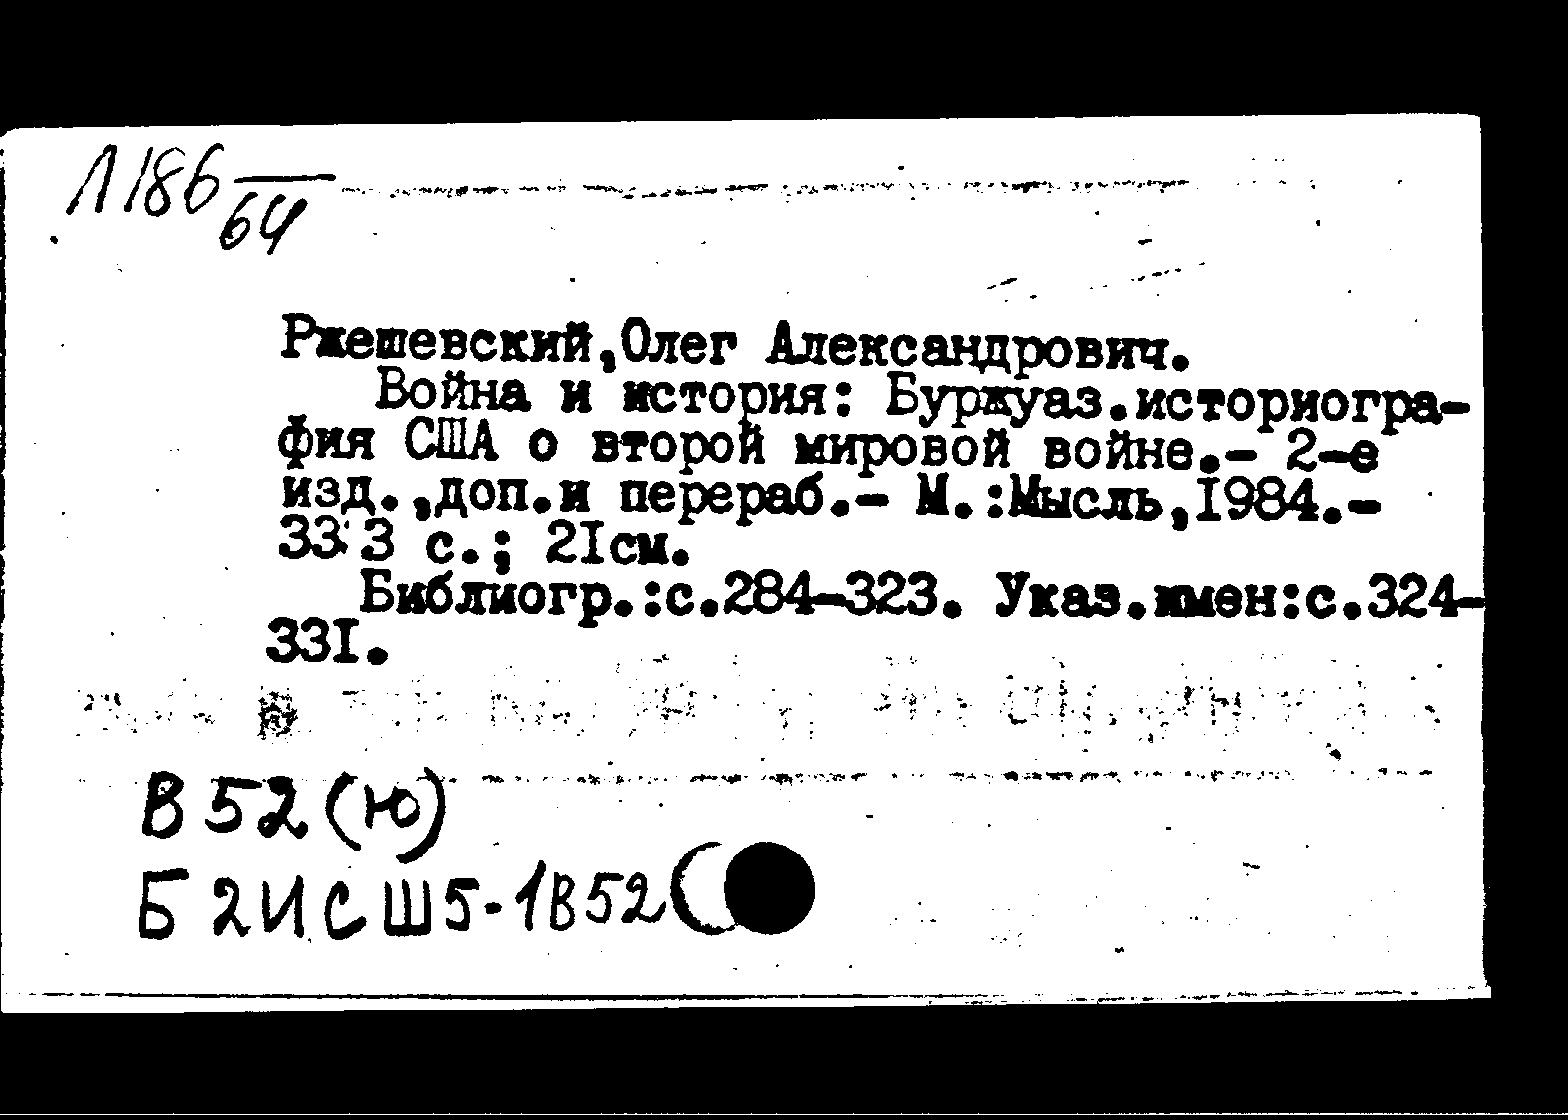 Л186
64
Ржешевский,Олег Александрович.
Война и история: Буржуаз.историогра-
фия США о второй мировой войне.- 2-е
изд.,доп.и перераб.- М.:Мысль,1984.-
333 с.; 21см.
Библиогр.:с.284-323. Указ.имен:с.324-
331.
В52(Ю)
Б2ИСШ5-1В52(